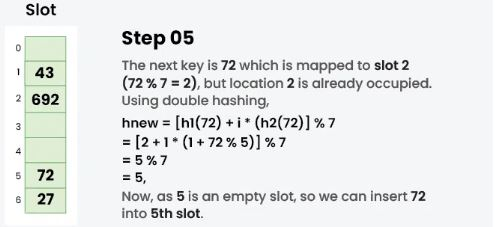 Slot
0
1 43
2 692
3
4
5 72
6 27
Step 05
The next key is 72 which is mapped to slot 2
(72 % 7 = 2), but location 2 is already occupied.
Using double hashing,
hnew = [h1(72) + i * (h2(72)] % 7
= [2 + 1 * (1 + 72 % 5)] % 7
= 5 % 7
= 5,
Now, as 5 is an empty slot, so we can insert 72
into 5th slot.